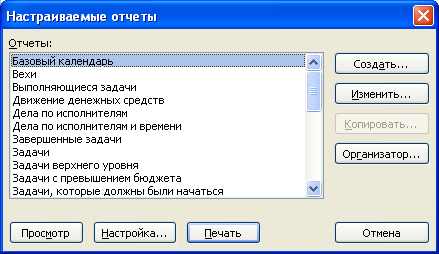 Настраиваемые отчеты
Отчеты:
Базовый календарь
Вехи
Выполняющиеся задачи
Движение денежных средств
Дела по исполнителям
Дела по исполнителям и времени
Завершенные задачи
Задачи
Задачи верхнего уровня
Задачи с превышением бюджета
Задачи, которые должны были начаться
Создать...
Изменить...
Копировать...
Организатор...
Просмотр
Настройка...
Печать
Отмена